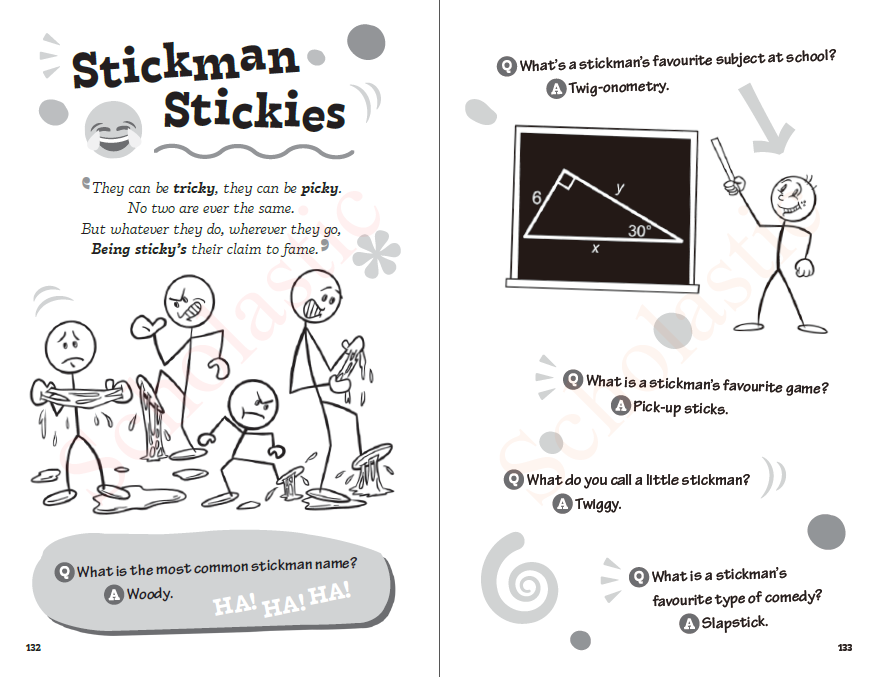 Stickman
Stickies
‘They can be tricky, they can be picky.
No two are ever the same.
But whatever they do, wherever they go,
Being sticky’s their claim to fame.’
Q What is the most common stickman name?
A Woody.
HA! HA! HA!
132
Q What’s a stickman’s favourite subject at school?
A Twig-onometry.
6
y
30°
x
Q What is a stickman’s favourite game?
A Pick-up sticks.
Q What do you call a little stickman?
A Twiggy.
Q What is a stickman’s
favourite type of comedy?
A Slapstick.
133
Scholastic
Scholastic